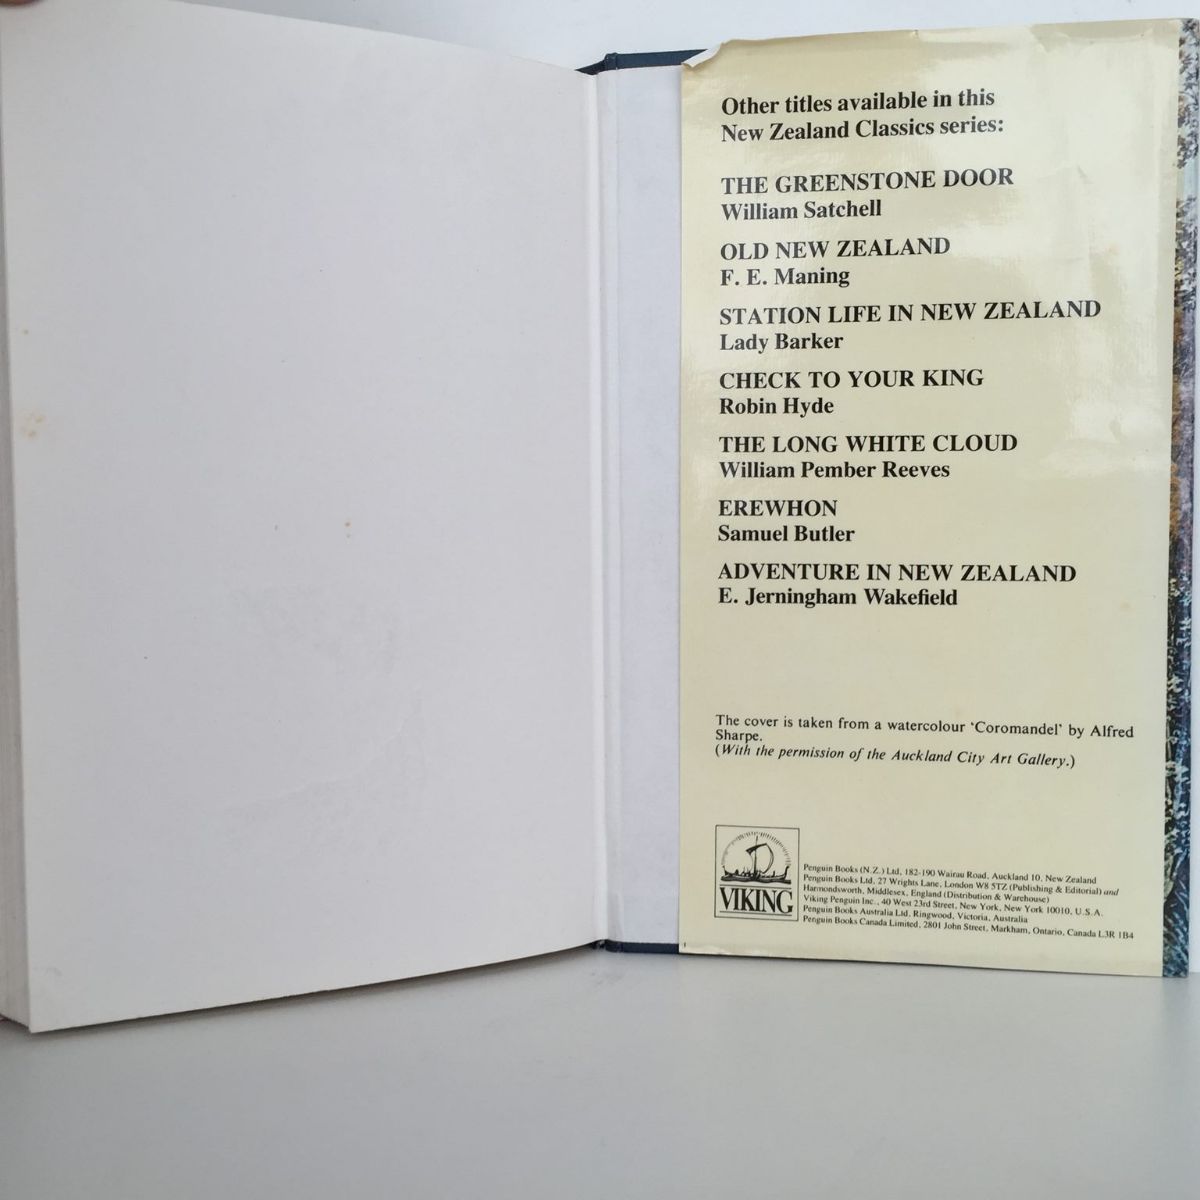 Other titles available in this
New Zealand Classics series:
THE GREENSTONE DOOR
William Satchell
OLD NEW ZEALAND
F. E. Maning
STATION LIFE IN NEW ZEALAND
Lady Barker
CHECK TO YOUR KING
Robin Hyde
THE LONG WHITE CLOUD
William Pember Reeves
EREWHON
Samuel Butler
ADVENTURE IN NEW ZEALAND
E. Jerningham Wakefield
The cover is taken from a watercolour ‘Coromandel’ by Alfred
Sharpe.
(With the permission of the Auckland City Art Gallery.)
VIKING
Penguin Books (N.Z.) Ltd, 182-190 Wairau Road, Auckland 10, New Zealand
Penguin Books Ltd, 27 Wrights Lane, London W8 5TZ (Publishing & Editorial) and
Harmondsworth, Middlesex, England (Distribution & Warehouse)
Viking Penguin Inc., 40 West 23rd Street, New York, New York 10010, U.S.A.
Penguin Books Australia Ltd, Ringwood, Victoria, Australia
Penguin Books Canada Limited, 2801 John Street, Markham, Ontario, Canada L3R 1B4